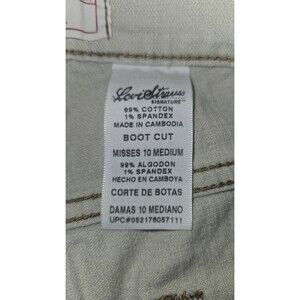 Levi Strauss
SIGNATURE
99% COTTON
1% SPANDEX
MADE IN CAMBODIA
BOOT CUT
MISSES 10 MEDIUM
99% ALGODON
1% SPANDEX
HECHO EN CAMBOYA
CORTE DE BOTAS
DAMAS 10 MEDIANO
UPC#052178057111